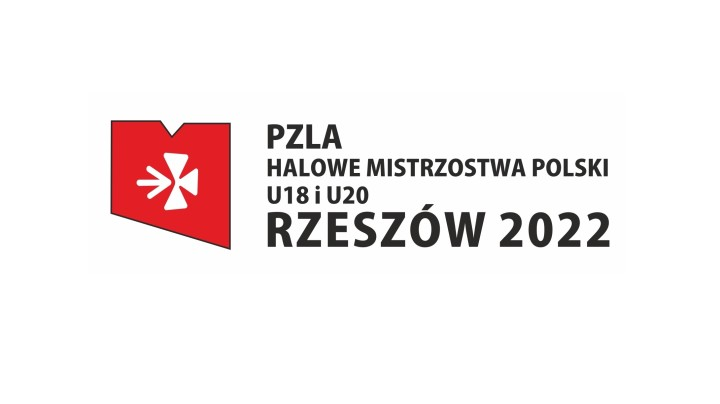 PZLA
HALOWE MISTRZOSTWA POLSKI
U18 i U20
RZESZÓW 2022